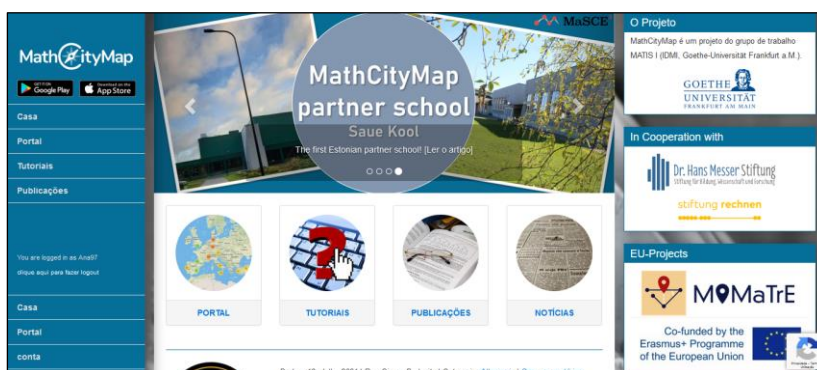 MathCityMap
GET IT ON
Google Play
Download on the
App Store
Casa
Portal
Tutoriais
Publicações
You are logged in as Ana97
clique aqui para fazer logout
Casa
Portal
conta
MaSCE
MathCityMap
partner school
Saue Kool
The first Estonian partner school! [Ler o artigo]
PORTAL
TUTORIAIS
PUBLICAÇÕES
NOTÍCIAS
O Projeto
MathCityMap é um projeto do grupo de trabalho
MATIS I (IDMI, Goethe-Universität Frankfurt a.M.).
GOETHE
UNIVERSITÄT
FRANKFURT AM MAIN
In Cooperation with
Dr. Hans Messer Stiftung
Stiftung für Bildung, Wissenschaft und Forschung
stiftung rechnen
EU-Projects
MOMaTrE
Co-funded by the
Erasmus+ Programme
of the European Union